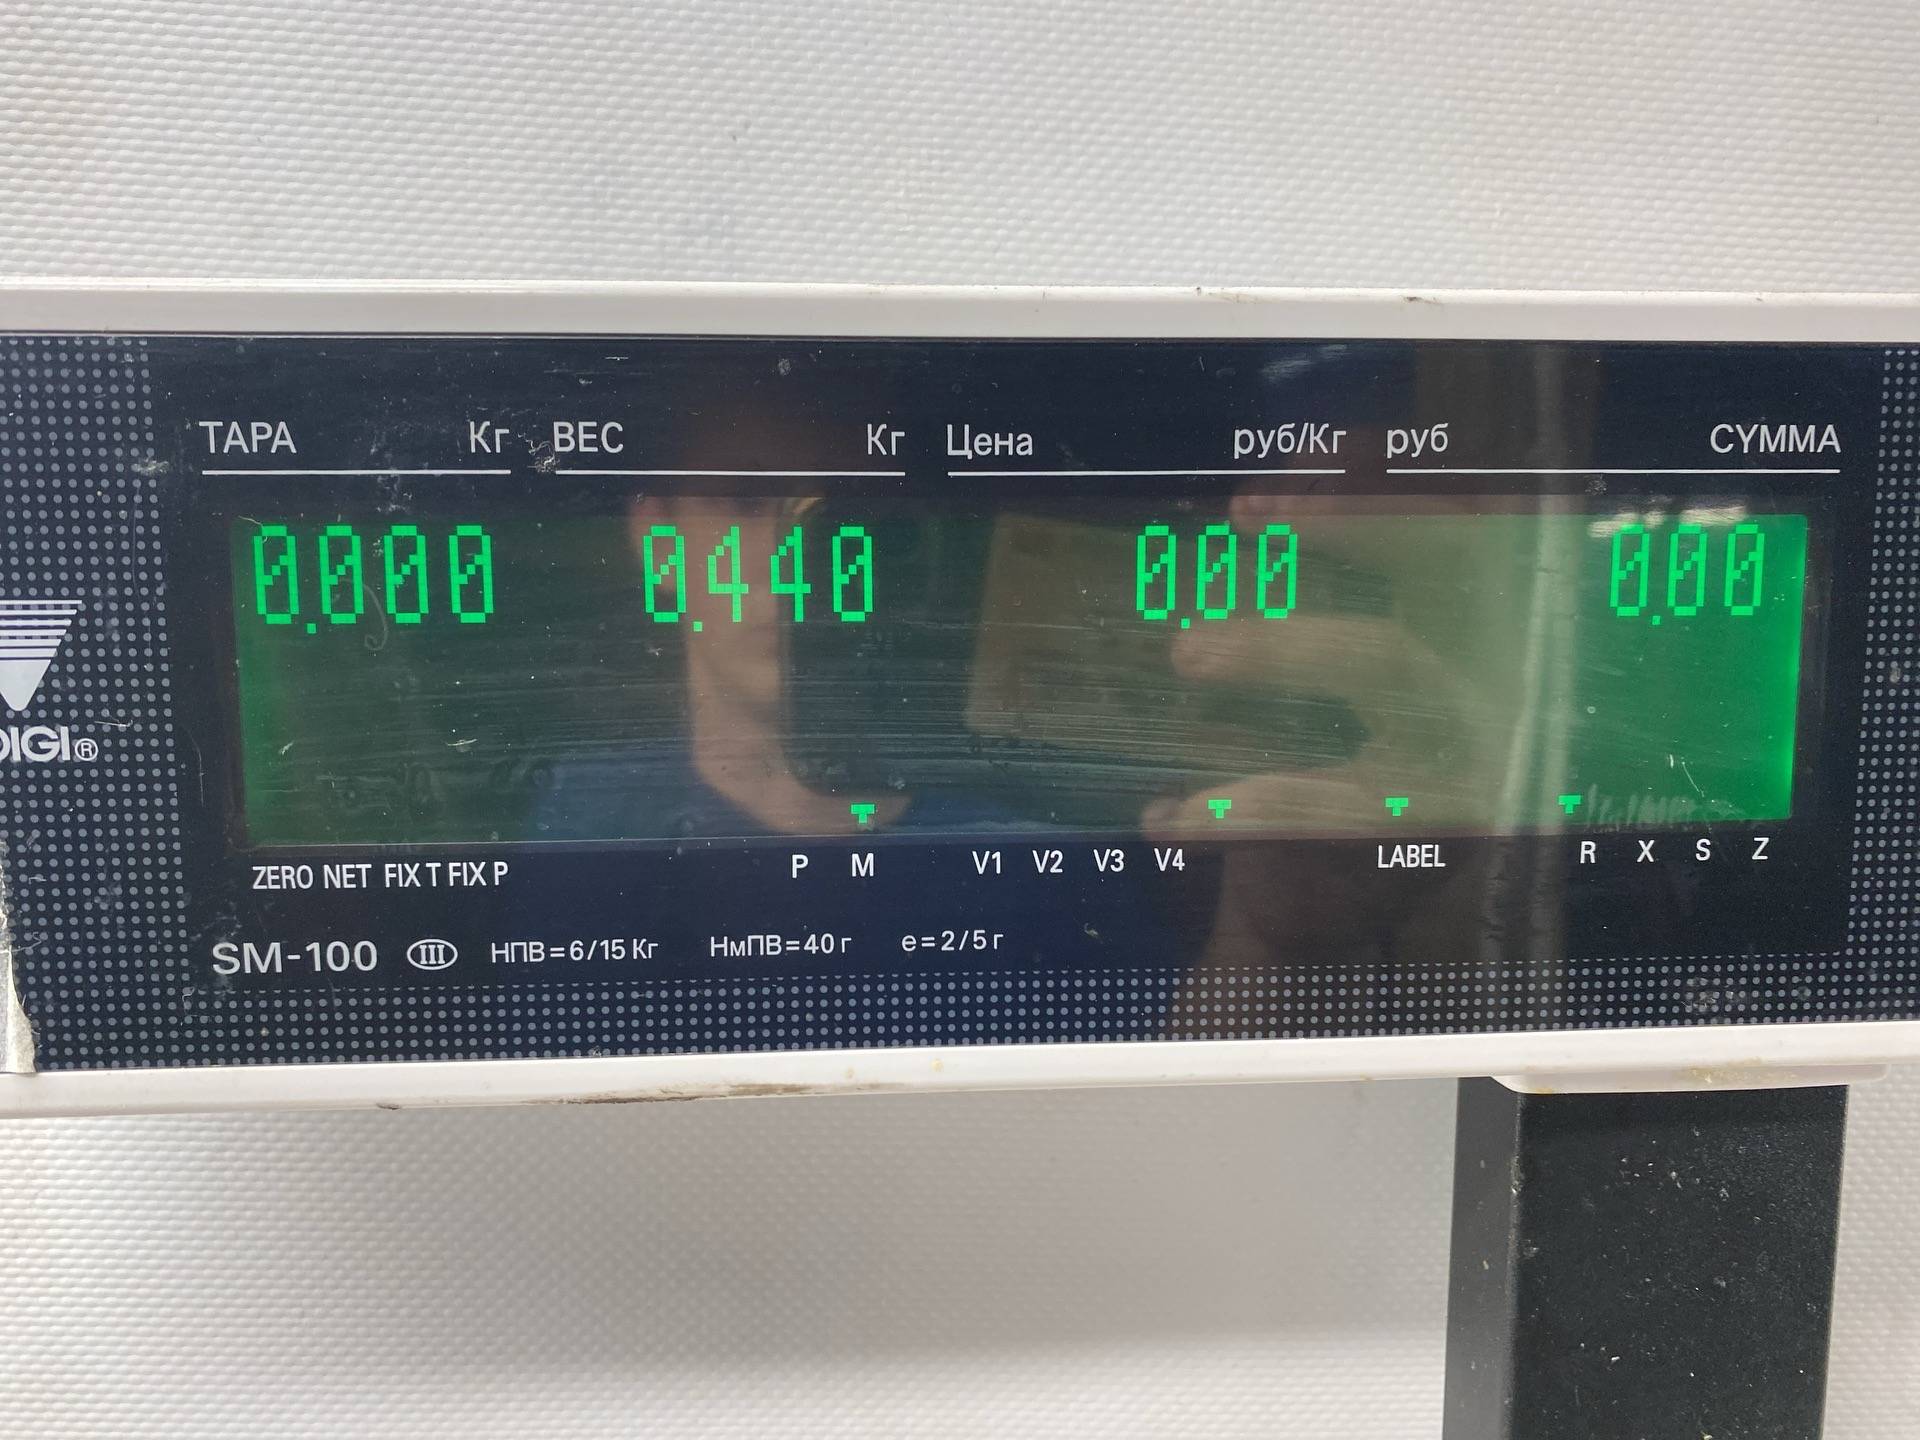 ТАРА Кг ВЕС Кг Цена руб/Кг руб СУММА
0.000 0.440 0.00 0.00
DIGI®
ZERO NET FIX T FIX P P M V1 V2 V3 V4 LABEL R X S Z
SM-100 III НПВ=6/15 Кг НмПВ=40 г e=2/5 г